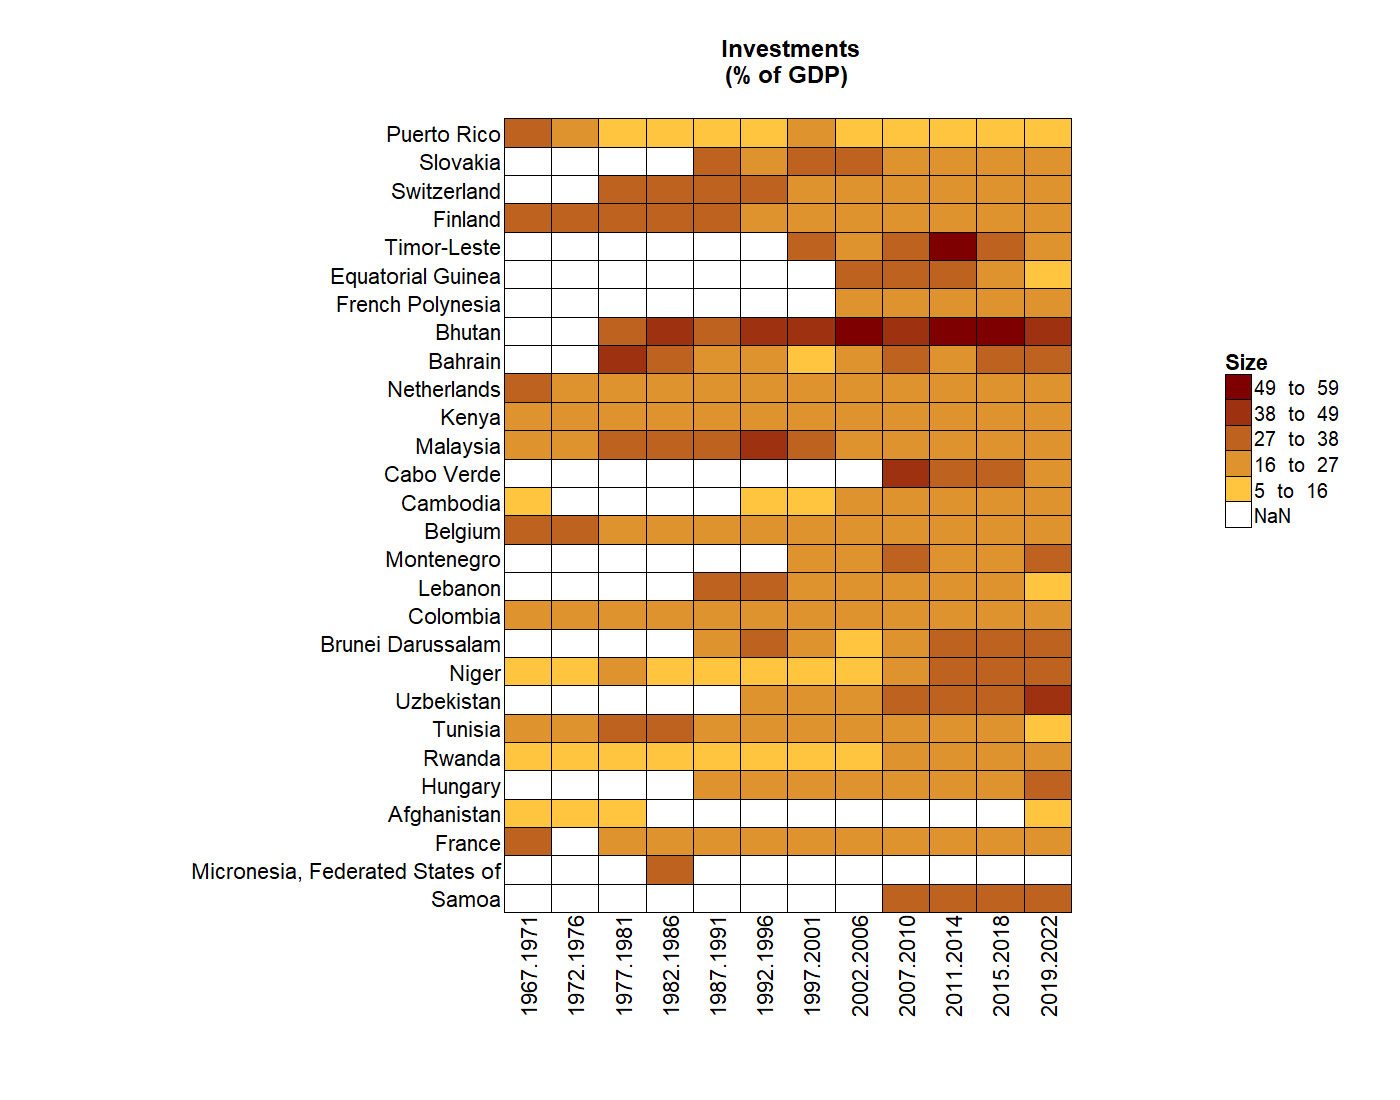 Investments
(% of GDP)
Puerto Rico
Slovakia
Switzerland
Finland
Timor-Leste
Equatorial Guinea
French Polynesia
Bhutan
Bahrain
Netherlands
Kenya
Malaysia
Cabo Verde
Cambodia
Belgium
Montenegro
Lebanon
Colombia
Brunei Darussalam
Niger
Uzbekistan
Tunisia
Rwanda
Hungary
Afghanistan
France
Micronesia, Federated States of
Samoa
1967.1971
1972.1976
1977.1981
1982.1986
1987.1991
1992.1996
1997.2001
2002.2006
2007.2010
2011.2014
2015.2018
2019.2022
Size
49 to 59
38 to 49
27 to 38
16 to 27
5 to 16
NaN